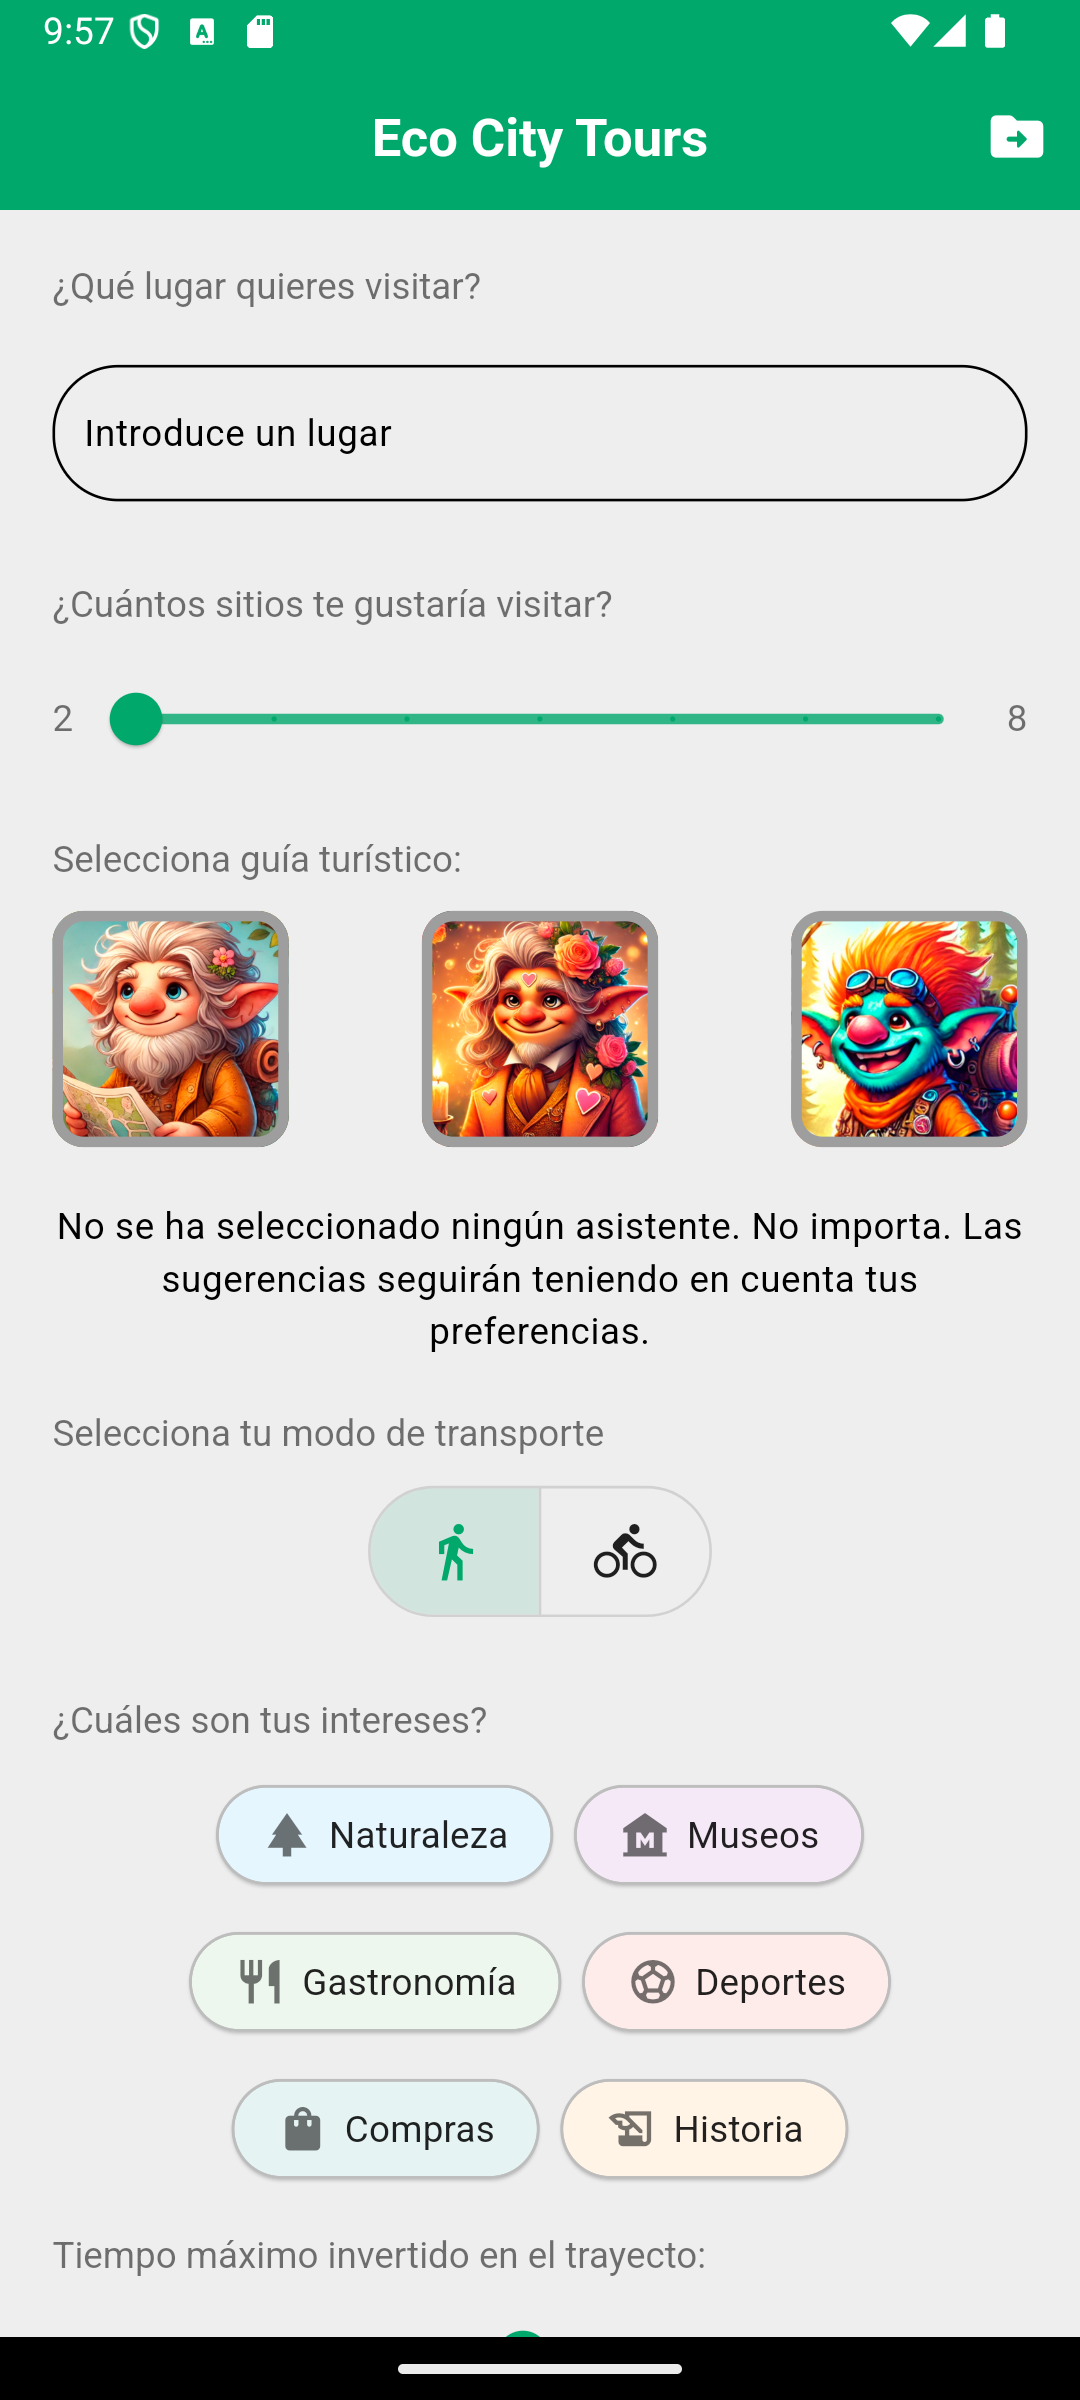 9:57
Eco City Tours
¿Qué lugar quieres visitar?
Introduce un lugar
¿Cuántos sitios te gustaría visitar?
2
8
Selecciona guía turístico:
No se ha seleccionado ningún asistente. No importa. Las
sugerencias seguirán teniendo en cuenta tus
preferencias.
Selecciona tu modo de transporte
¿Cuáles son tus intereses?
Naturaleza
Museos
Gastronomía
Deportes
Compras
Historia
Tiempo máximo invertido en el trayecto: